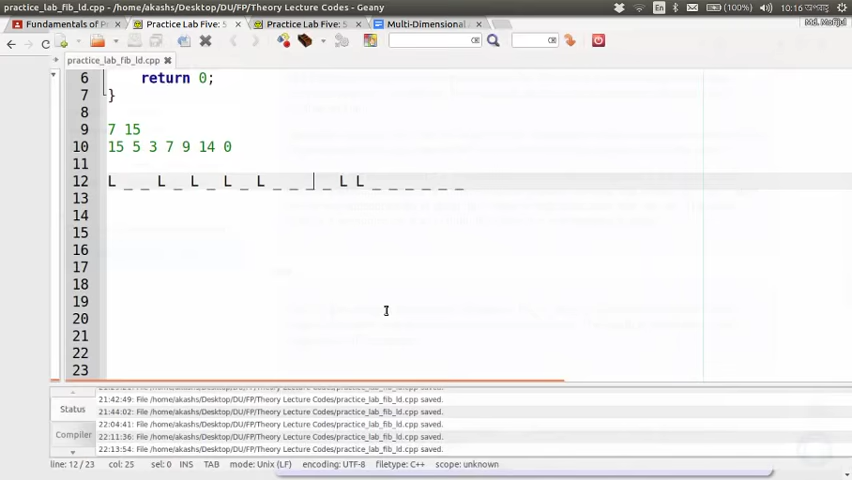 practice_lab_fib_ld.cpp - /home/akashs/Desktop/DU/FP/Theory Lecture Codes - Geany
En (100%) 10:16 অপরাহ্ন
Fundamentals of Practice Lab Five: 5 Practice Lab Five: 5 Multi-Dimensional Md. Mofijul
practice_lab_fib_ld.cpp
6 return 0;
7 }
8
9 7 15
10 15 5 3 7 9 14 0
11
12 L _ _ L _ L _ L _ L _ _ _ _ L L _ _ _ _ _ _
13
14
15
16
17
18
19
20
21
22
23
21:42:49: File /home/akashs/Desktop/DU/FP/Theory Lecture Codes/practice_lab_fib_ld.cpp saved.
Status 21:44:02: File /home/akashs/Desktop/DU/FP/Theory Lecture Codes/practice_lab_fib_ld.cpp saved.
22:04:41: File /home/akashs/Desktop/DU/FP/Theory Lecture Codes/practice_lab_fib_ld.cpp saved.
Compiler 22:11:36: File /home/akashs/Desktop/DU/FP/Theory Lecture Codes/practice_lab_fib_ld.cpp saved.
22:13:54: File /home/akashs/Desktop/DU/FP/Theory Lecture Codes/practice_lab_fib_ld.cpp saved.
line: 12 / 23 col: 25 sel: 0 INS TAB mode: Unix (LF) encoding: UTF-8 filetype: C++ scope: unknown